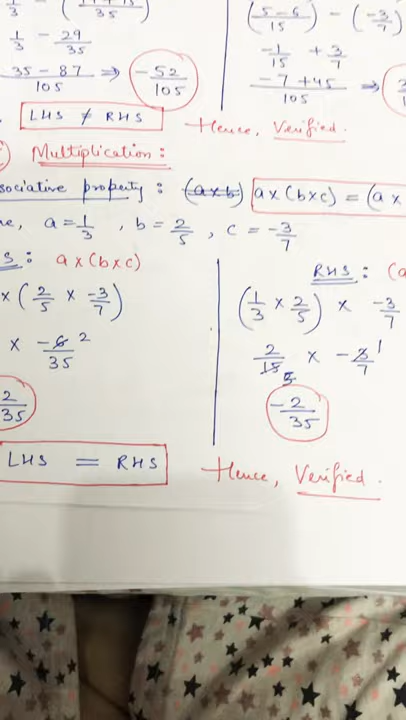 1/3 - 29/35
35 - 87 / 105 ⇒ -52/105
LHS ≠ RHS
(5 - 6 / 15) - (-3/7)
-1/15 + 3/7
-7 + 45 / 105 ⇒
Hence, Verified.
Multiplication:
sociative property: (a×b) a×(b×c) = (a×
a = 1/3, b = 2/5, c = -3/7
S: a×(b×c)
× (2/5 × -3/7)
× -6/35 2
2/35
RHS: (a
(1/3 × 2/5) × -3/7
2/15 5 × -3/7 1
-2/35
LHS = RHS
Hence, Verified.